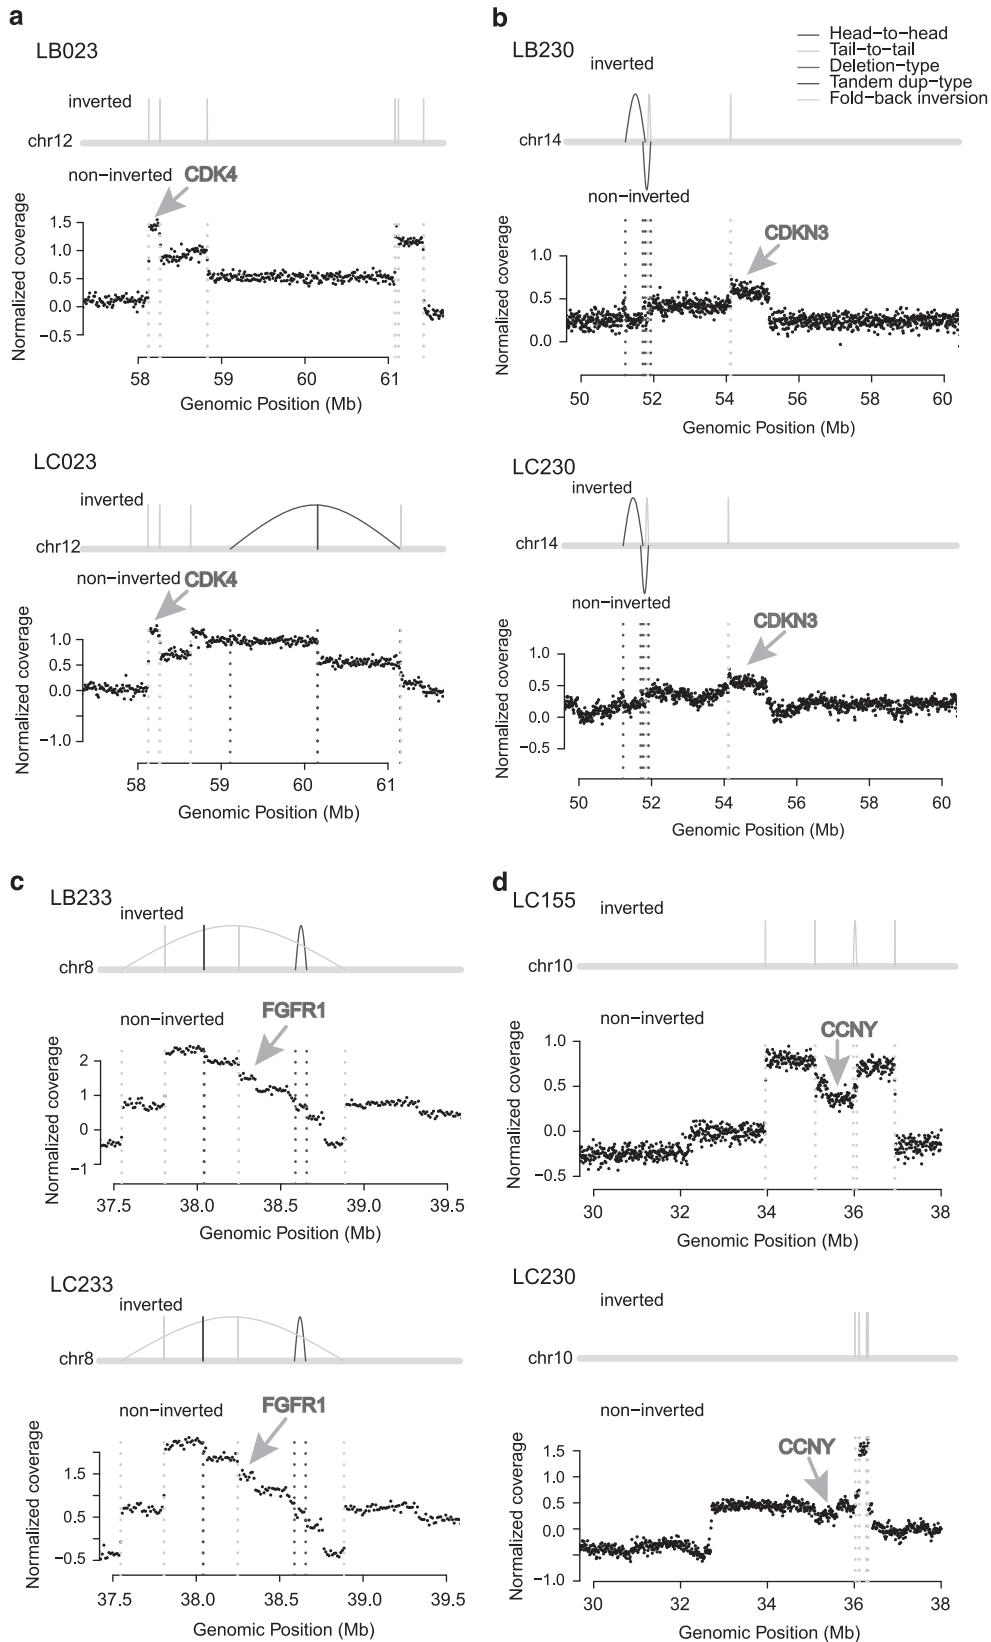 a
LB023
inverted
chr12
non−inverted CDK4
Normalized coverage
1.5
1.0
0.5
0.0
−0.5
58 59 60 61
Genomic Position (Mb)
LC023
inverted
chr12
non−inverted CDK4
Normalized coverage
1.0
0.5
0.0
−1.0
58 59 60 61
Genomic Position (Mb)
b
LB230
Head−to−head
Tail−to−tail
Deletion−type
Tandem dup−type
Fold−back inversion
inverted
chr14
non−inverted
CDKN3
Normalized coverage
1.0
0.5
0.0
50 52 54 56 58 60
Genomic Position (Mb)
LC230
inverted
chr14
non−inverted
CDKN3
Normalized coverage
1.0
0.5
0.0
−0.5
50 52 54 56 58 60
Genomic Position (Mb)
c
LB233
inverted
chr8
non−inverted
FGFR1
Normalized coverage
2
1
0
−1
37.5 38.0 38.5 39.0 39.5
Genomic Position (Mb)
LC233
inverted
chr8
non−inverted
FGFR1
Normalized coverage
1.5
0.5
−0.5
37.5 38.0 38.5 39.0 39.5
Genomic Position (Mb)
d
LC155
inverted
chr10
non−inverted
CCNY
Normalized coverage
1.0
0.5
0.0
−0.5
30 32 34 36 38
Genomic Position (Mb)
LC230
inverted
chr10
non−inverted
CCNY
Normalized coverage
1.5
1.0
0.5
0.0
−1.0
30 32 34 36 38
Genomic Position (Mb)